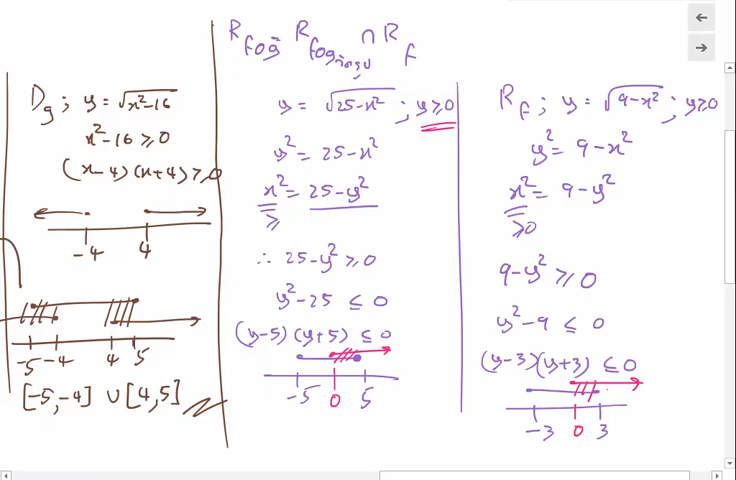 D_g ; y = √(x²-16)
x²-16 ≥ 0
(x-4)(x+4) ≥ 0
-4 4
-5 -4 4 5
[-5,-4] ∪ [4,5]
R_fog = R_fog ∩ R_f
y = √(25-x²) ; y ≥ 0
y² = 25-x²
x² = 25-y²
≥
∴ 25-y² ≥ 0
y²-25 ≤ 0
(y-5)(y+5) ≤ 0
-5 0 5
R_f ; y = √(9-x²) ; y ≥ 0
y² = 9-x²
x² = 9-y²
≥0
9-y² ≥ 0
y²-9 ≤ 0
(y-3)(y+3) ≤ 0
-3 0 3